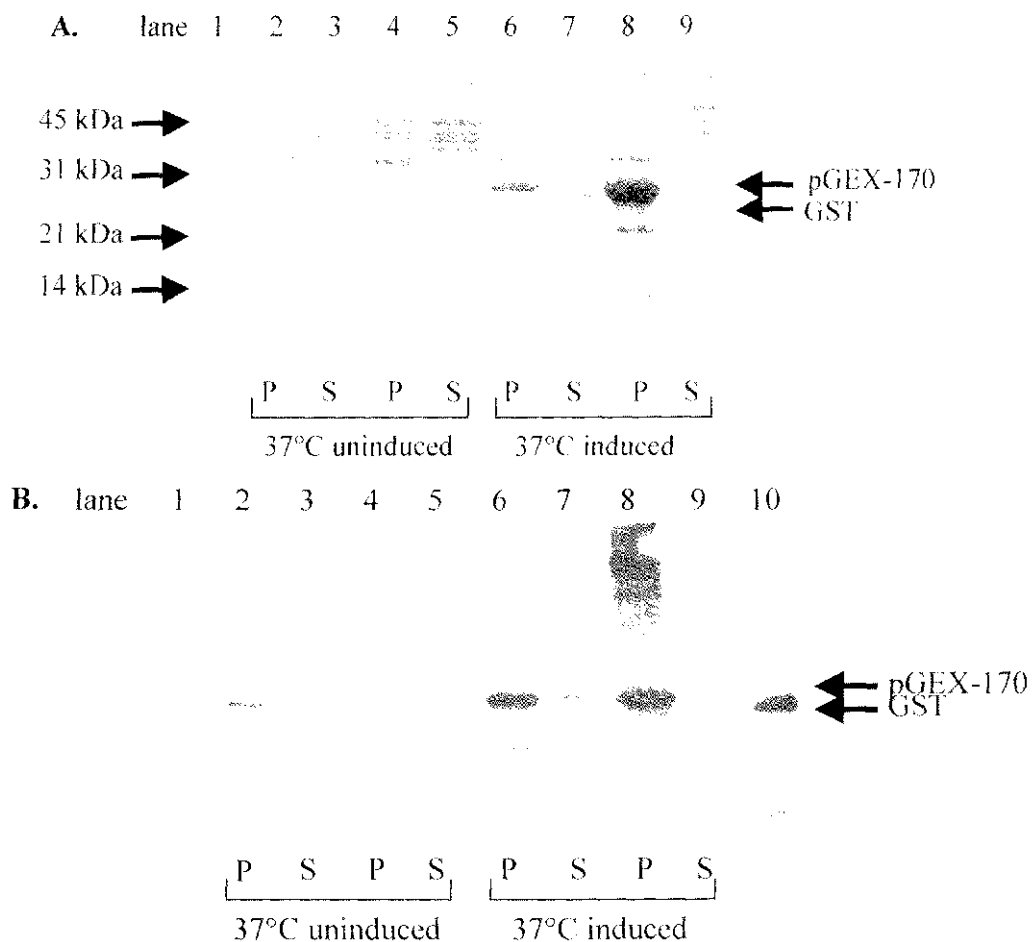 A. lane 1 2 3 4 5 6 7 8 9
45 kDa
31 kDa
pGEX-170
GST
21 kDa
14 kDa
P S P S P S P S
37°C uninduced 37°C induced
B. lane 1 2 3 4 5 6 7 8 9 10
pGEX-170
GST
P S P S P S P S
37°C uninduced 37°C induced